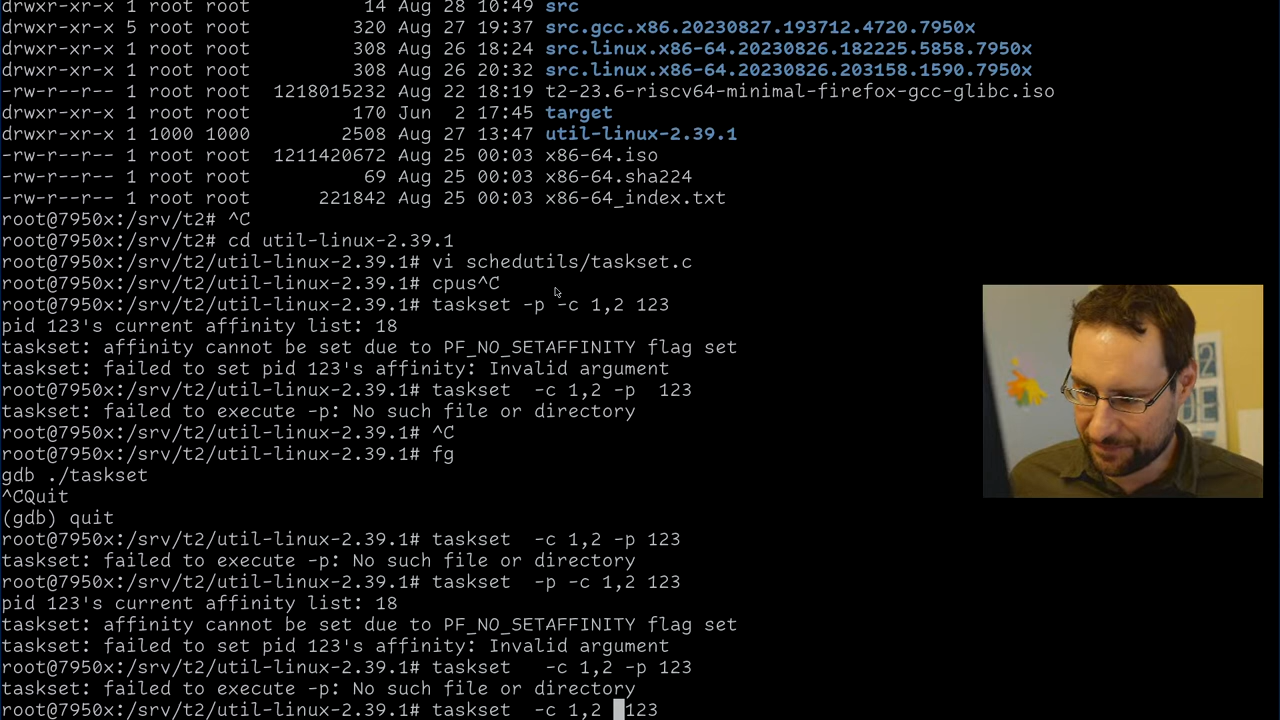 drwxr-xr-x 1 root root 14 Aug 28 10:49 src
drwxr-xr-x 5 root root 320 Aug 27 19:37 src.gcc.x86.20230827.193712.4720.7950x
drwxr-xr-x 1 root root 308 Aug 26 18:24 src.linux.x86-64.20230826.182225.5858.7950x
drwxr-xr-x 1 root root 308 Aug 26 20:32 src.linux.x86-64.20230826.203158.1590.7950x
-rw-r--r-- 1 root root 1218015232 Aug 22 18:19 t2-23.6-riscv64-minimal-firefox-gcc-glibc.iso
drwxr-xr-x 1 root root 170 Jun 2 17:45 target
drwxr-xr-x 1 1000 1000 2508 Aug 27 13:47 util-linux-2.39.1
-rw-r--r-- 1 root root 1211420672 Aug 25 00:03 x86-64.iso
-rw-r--r-- 1 root root 69 Aug 25 00:03 x86-64.sha224
-rw-r--r-- 1 root root 221842 Aug 25 00:03 x86-64_index.txt
root@7950x:/srv/t2# ^C
root@7950x:/srv/t2# cd util-linux-2.39.1
root@7950x:/srv/t2/util-linux-2.39.1# vi schedutils/taskset.c
root@7950x:/srv/t2/util-linux-2.39.1# cpus^C
root@7950x:/srv/t2/util-linux-2.39.1# taskset -p -c 1,2 123
pid 123's current affinity list: 18
taskset: affinity cannot be set due to PF_NO_SETAFFINITY flag set
taskset: failed to set pid 123's affinity: Invalid argument
root@7950x:/srv/t2/util-linux-2.39.1# taskset  -c 1,2 -p  123
taskset: failed to execute -p: No such file or directory
root@7950x:/srv/t2/util-linux-2.39.1# ^C
root@7950x:/srv/t2/util-linux-2.39.1# fg
gdb ./taskset
^CQuit
(gdb) quit
root@7950x:/srv/t2/util-linux-2.39.1# taskset  -c 1,2 -p 123
taskset: failed to execute -p: No such file or directory
root@7950x:/srv/t2/util-linux-2.39.1# taskset  -p -c 1,2 123
pid 123's current affinity list: 18
taskset: affinity cannot be set due to PF_NO_SETAFFINITY flag set
taskset: failed to set pid 123's affinity: Invalid argument
root@7950x:/srv/t2/util-linux-2.39.1# taskset   -c 1,2 -p 123
taskset: failed to execute -p: No such file or directory
root@7950x:/srv/t2/util-linux-2.39.1# taskset  -c 1,2 123